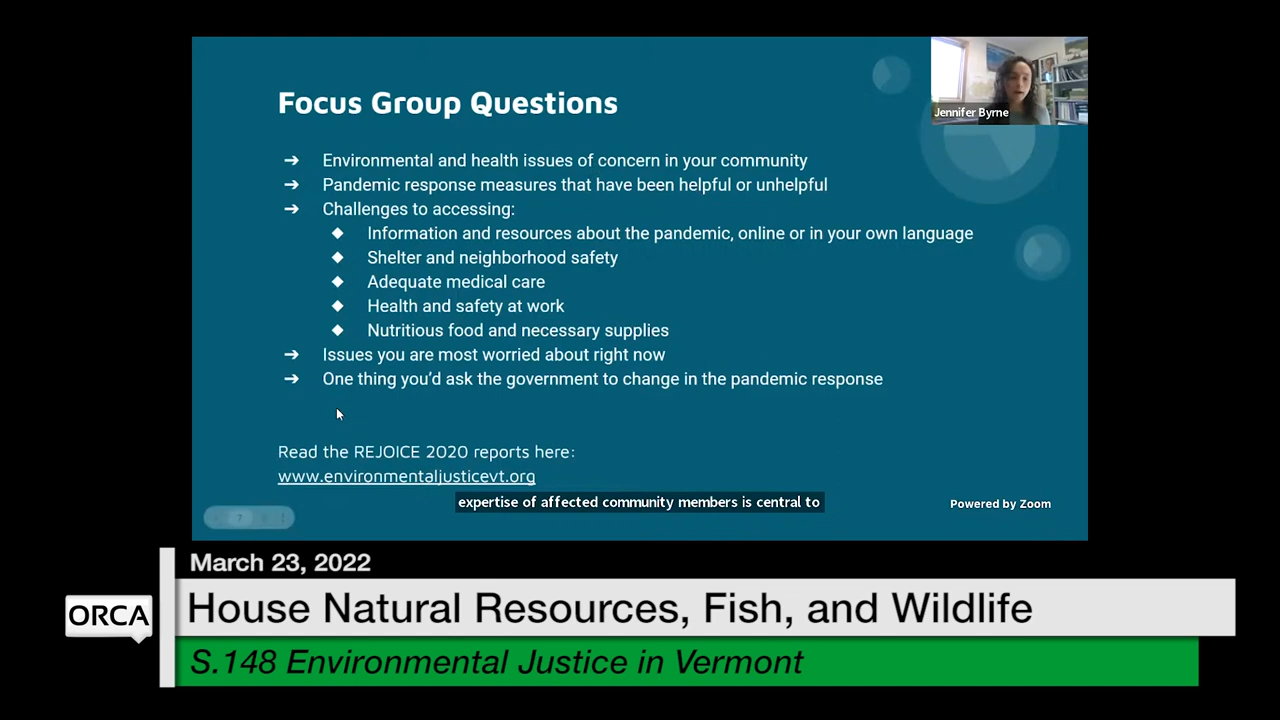 Focus Group Questions
Jennifer Byrne
➔ Environmental and health issues of concern in your community
➔ Pandemic response measures that have been helpful or unhelpful
➔ Challenges to accessing:
◆ Information and resources about the pandemic, online or in your own language
◆ Shelter and neighborhood safety
◆ Adequate medical care
◆ Health and safety at work
◆ Nutritious food and necessary supplies
➔ Issues you are most worried about right now
➔ One thing you'd ask the government to change in the pandemic response
Read the REJOICE 2020 reports here:
www.environmentaljusticevt.org
expertise of affected community members is central to
Powered by Zoom
7
March 23, 2022
ORCA
House Natural Resources, Fish, and Wildlife
S.148 Environmental Justice in Vermont